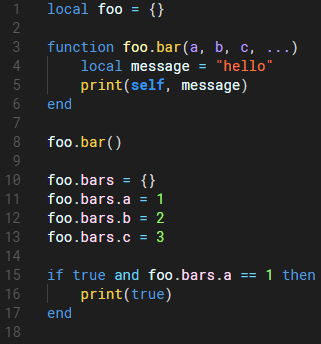 1 local foo = {}
2
3 function foo.bar(a, b, c, ...)
4     local message = "hello"
5     print(self, message)
6 end
7
8 foo.bar()
9
10 foo.bars = {}
11 foo.bars.a = 1
12 foo.bars.b = 2
13 foo.bars.c = 3
14
15 if true and foo.bars.a == 1 then
16     print(true)
17 end
18